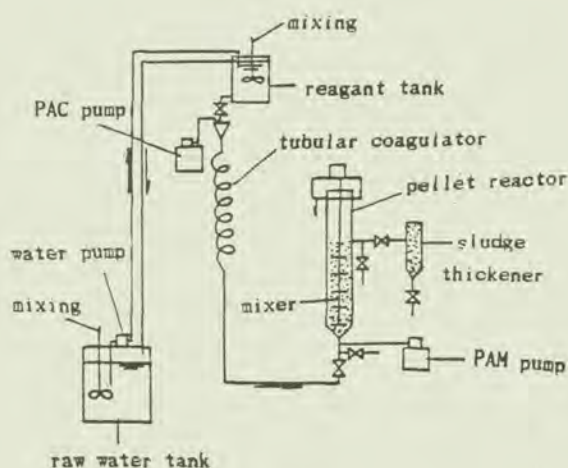 mixing
reagant tank
PAC pump
tubular coagulator
pellet reactor
sludge
thickener
water pump
mixing
mixer
PAM pump
raw water tank